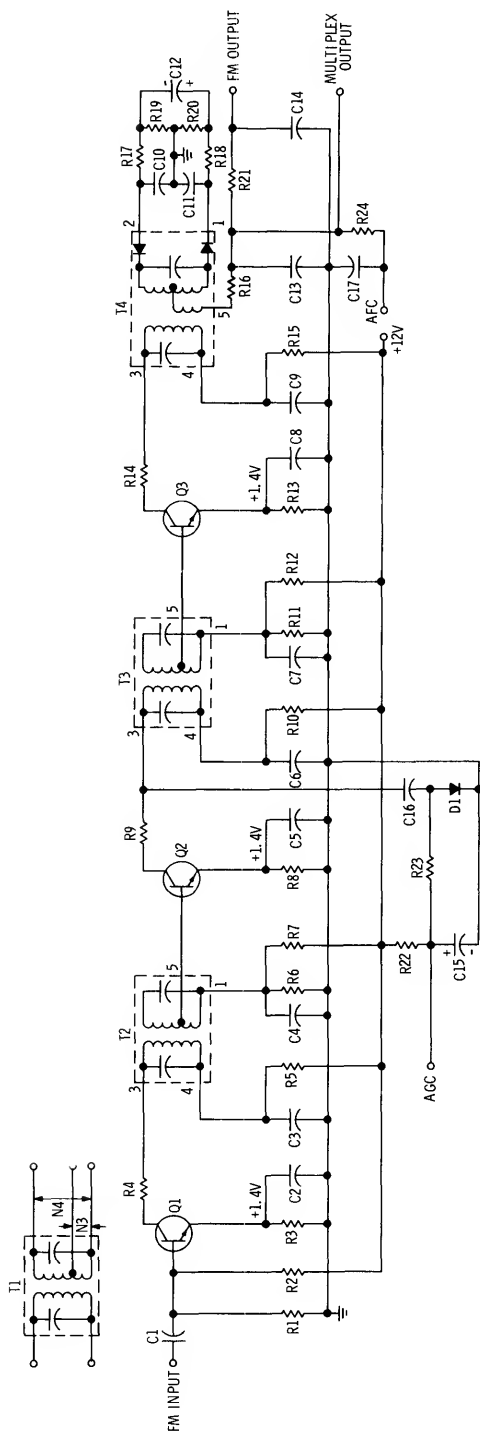 T1
N4
N3
FM INPUT
C1
R1
R2
Q1
R3
+1.4V
C2
R4
T2
3
4
5
1
C3
R5
C4
R6
R7
Q2
R8
+1.4V
C5
R9
T3
3
4
5
1
C6
R10
C7
R11
R12
Q3
R13
+1.4V
C8
R14
T4
3
4
5
2
1
C9
R15
R16
C13
C17
R24
R17
R18
C10
C11
R19
R20
C12
-
+
R21
C14
FM OUTPUT
MULTIPLEX
OUTPUT
AFC
+12V
AGC
R22
R23
C15
+
-
C16
D1